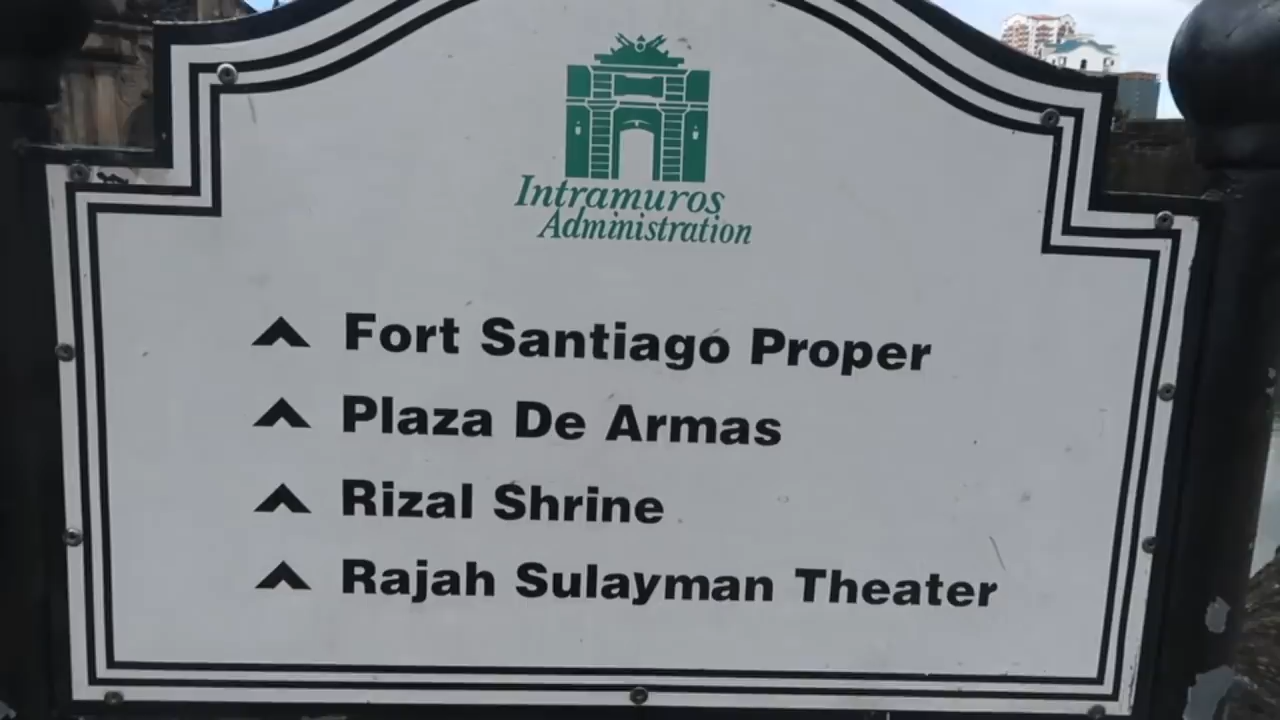 Intramuros
Administration
Fort Santiago Proper
Plaza De Armas
Rizal Shrine
Rajah Sulayman Theater